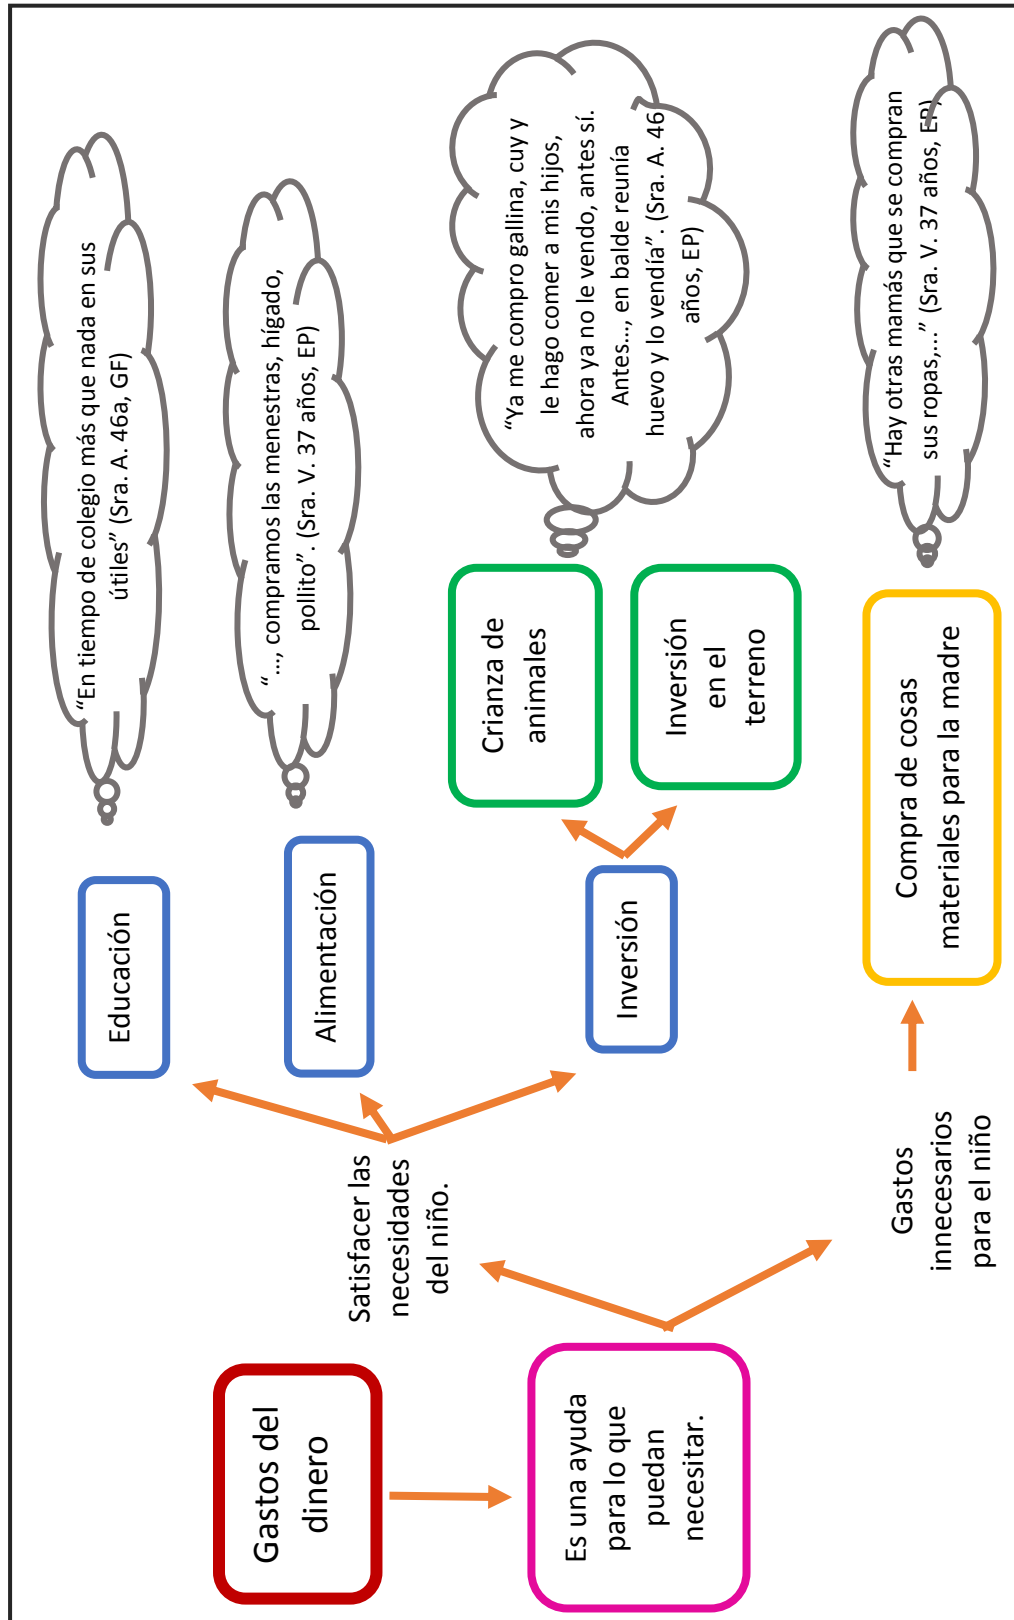 Gastos del
dinero
Es una ayuda
para lo que
puedan
necesitar.
Satisfacer las
necesidades
del niño.
Educación
“En tiempo de colegio más que nada en sus
útiles” (Sra. A. 46a, GF)
Alimentación
“ ..., compramos las menestras, hígado,
pollito”. (Sra. V. 37 años, EP)
Inversión
Crianza de
animales
“Ya me compro gallina, cuy y
le hago comer a mis hijos,
ahora ya no le vendo, antes sí.
Antes..., en balde reunía
huevo y lo vendía”. (Sra. A. 46
años, EP)
Inversión
en el
terreno
Gastos
innecesarios
para el niño
Compra de cosas
materiales para la madre
“Hay otras mamás que se compran
sus ropas,...” (Sra. V. 37 años, EP)